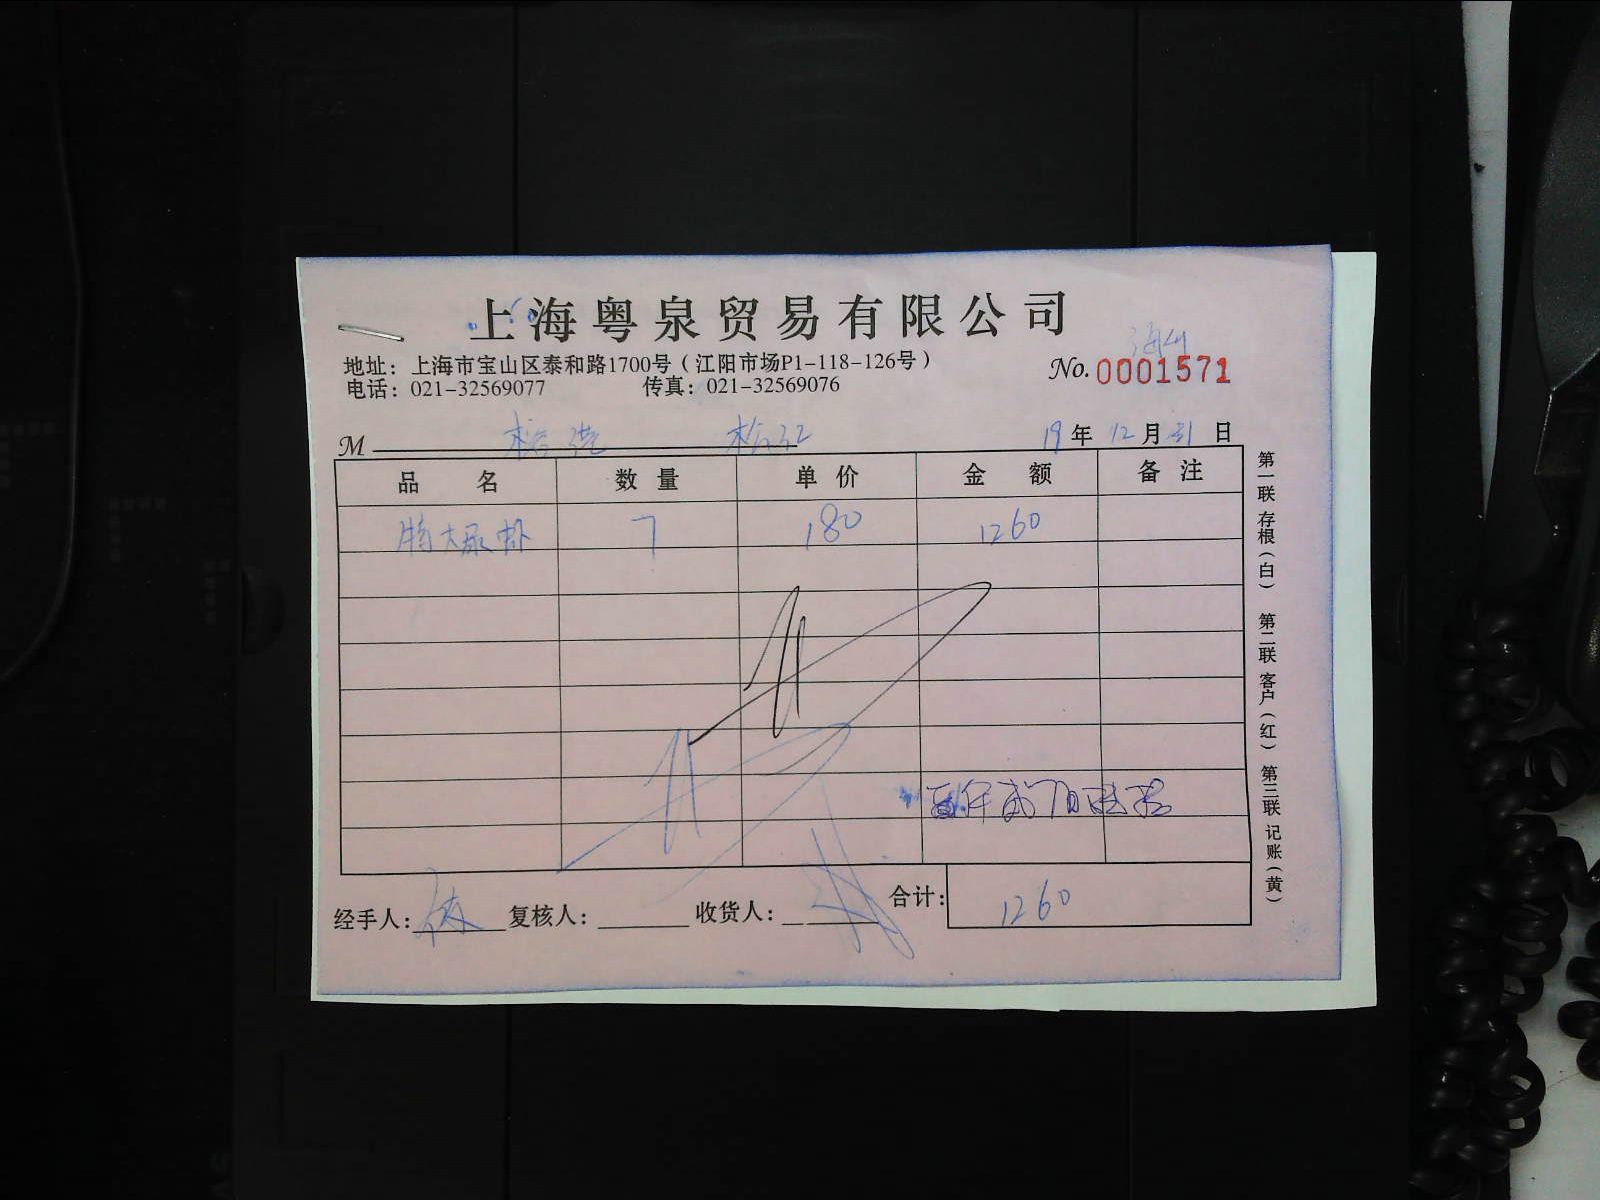 上海粤泉贸易有限公司
地址：上海市宝山区泰和路1700号（江阳市场P1-118-126号）
No.0001571
电话：021-32569077 传真：021-32569076
M 19年12月31日
品名 数量 单价 金额 备注
7 180 1260
合计：1260
经手人： 复核人： 收货人：
第一联 存根（白） 第二联 客户（红） 第三联 记账（黄）